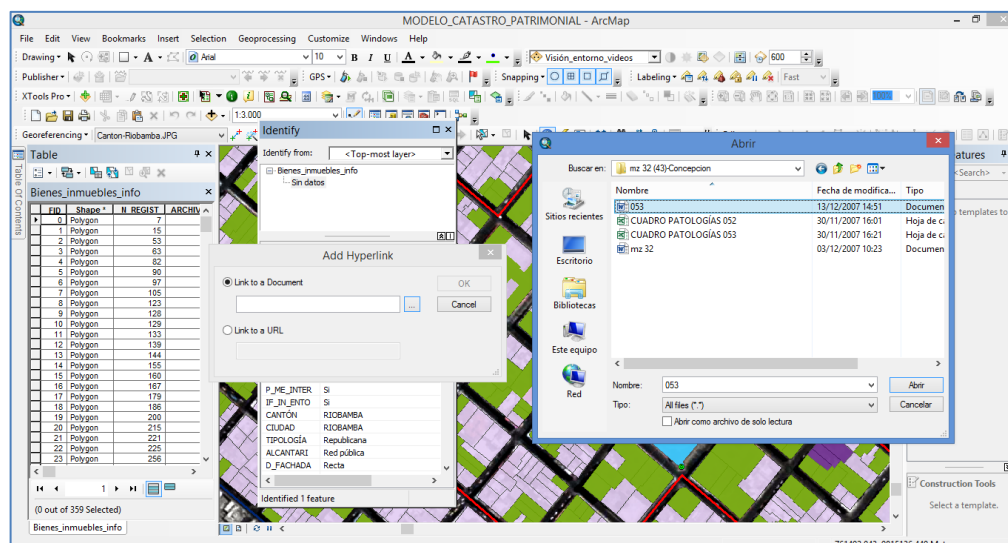 MODELO_CATASTRO_PATRIMONIAL - ArcMap
File Edit View Bookmarks Insert Selection Geoprocessing Customize Windows Help
Drawing Arial 10 B I U A Visión_entorno_videos 600
Publisher GPS Snapping Labeling Fast
XTools Pro
1:3.000
Georeferencing Canton-Riobamba.JPG
Table Of Contents
Table
Bienes_inmuebles_info
FID Shape * N_REGIST ARCHIV
0 Polygon 7
1 Polygon 15
2 Polygon 53
3 Polygon 63
4 Polygon 82
5 Polygon 90
6 Polygon 97
7 Polygon 105
8 Polygon 123
9 Polygon 128
10 Polygon 129
11 Polygon 133
12 Polygon 139
13 Polygon 144
14 Polygon 155
15 Polygon 160
16 Polygon 167
17 Polygon 179
18 Polygon 186
19 Polygon 200
20 Polygon 215
21 Polygon 221
22 Polygon 225
23 Polygon 256
1
(0 out of 359 Selected)
Bienes_inmuebles_info
Identify
Identify from: <Top-most layer>
Bienes_inmuebles_info
Sin datos
Add Hyperlink
Link to a Document
OK
...
Cancel
Link to a URL
P_ME_INTER Si
IF_IN_ENTO Si
CANTÓN RIOBAMBA
CIUDAD RIOBAMBA
TIPOLOGÍA Republicana
ALCANTARI Red pública
D_FACHADA Recta
Identified 1 feature
Abrir
Buscar en: mz 32 (43)-Concepcion
Sitios recientes
Escritorio
Bibliotecas
Este equipo
Red
Nombre Fecha de modifica... Tipo
053 13/12/2007 14:51 Documen
CUADRO PATOLOGÍAS 052 30/11/2007 16:01 Hoja de c
CUADRO PATOLOGÍAS 053 30/11/2007 16:21 Hoja de c
mz 32 03/12/2007 10:23 Documen
Nombre: 053 Abrir
Tipo: All files (*.*) Cancelar
Abrir como archivo de solo lectura
atures
<Search>
templates to
Construction Tools
Select a template.